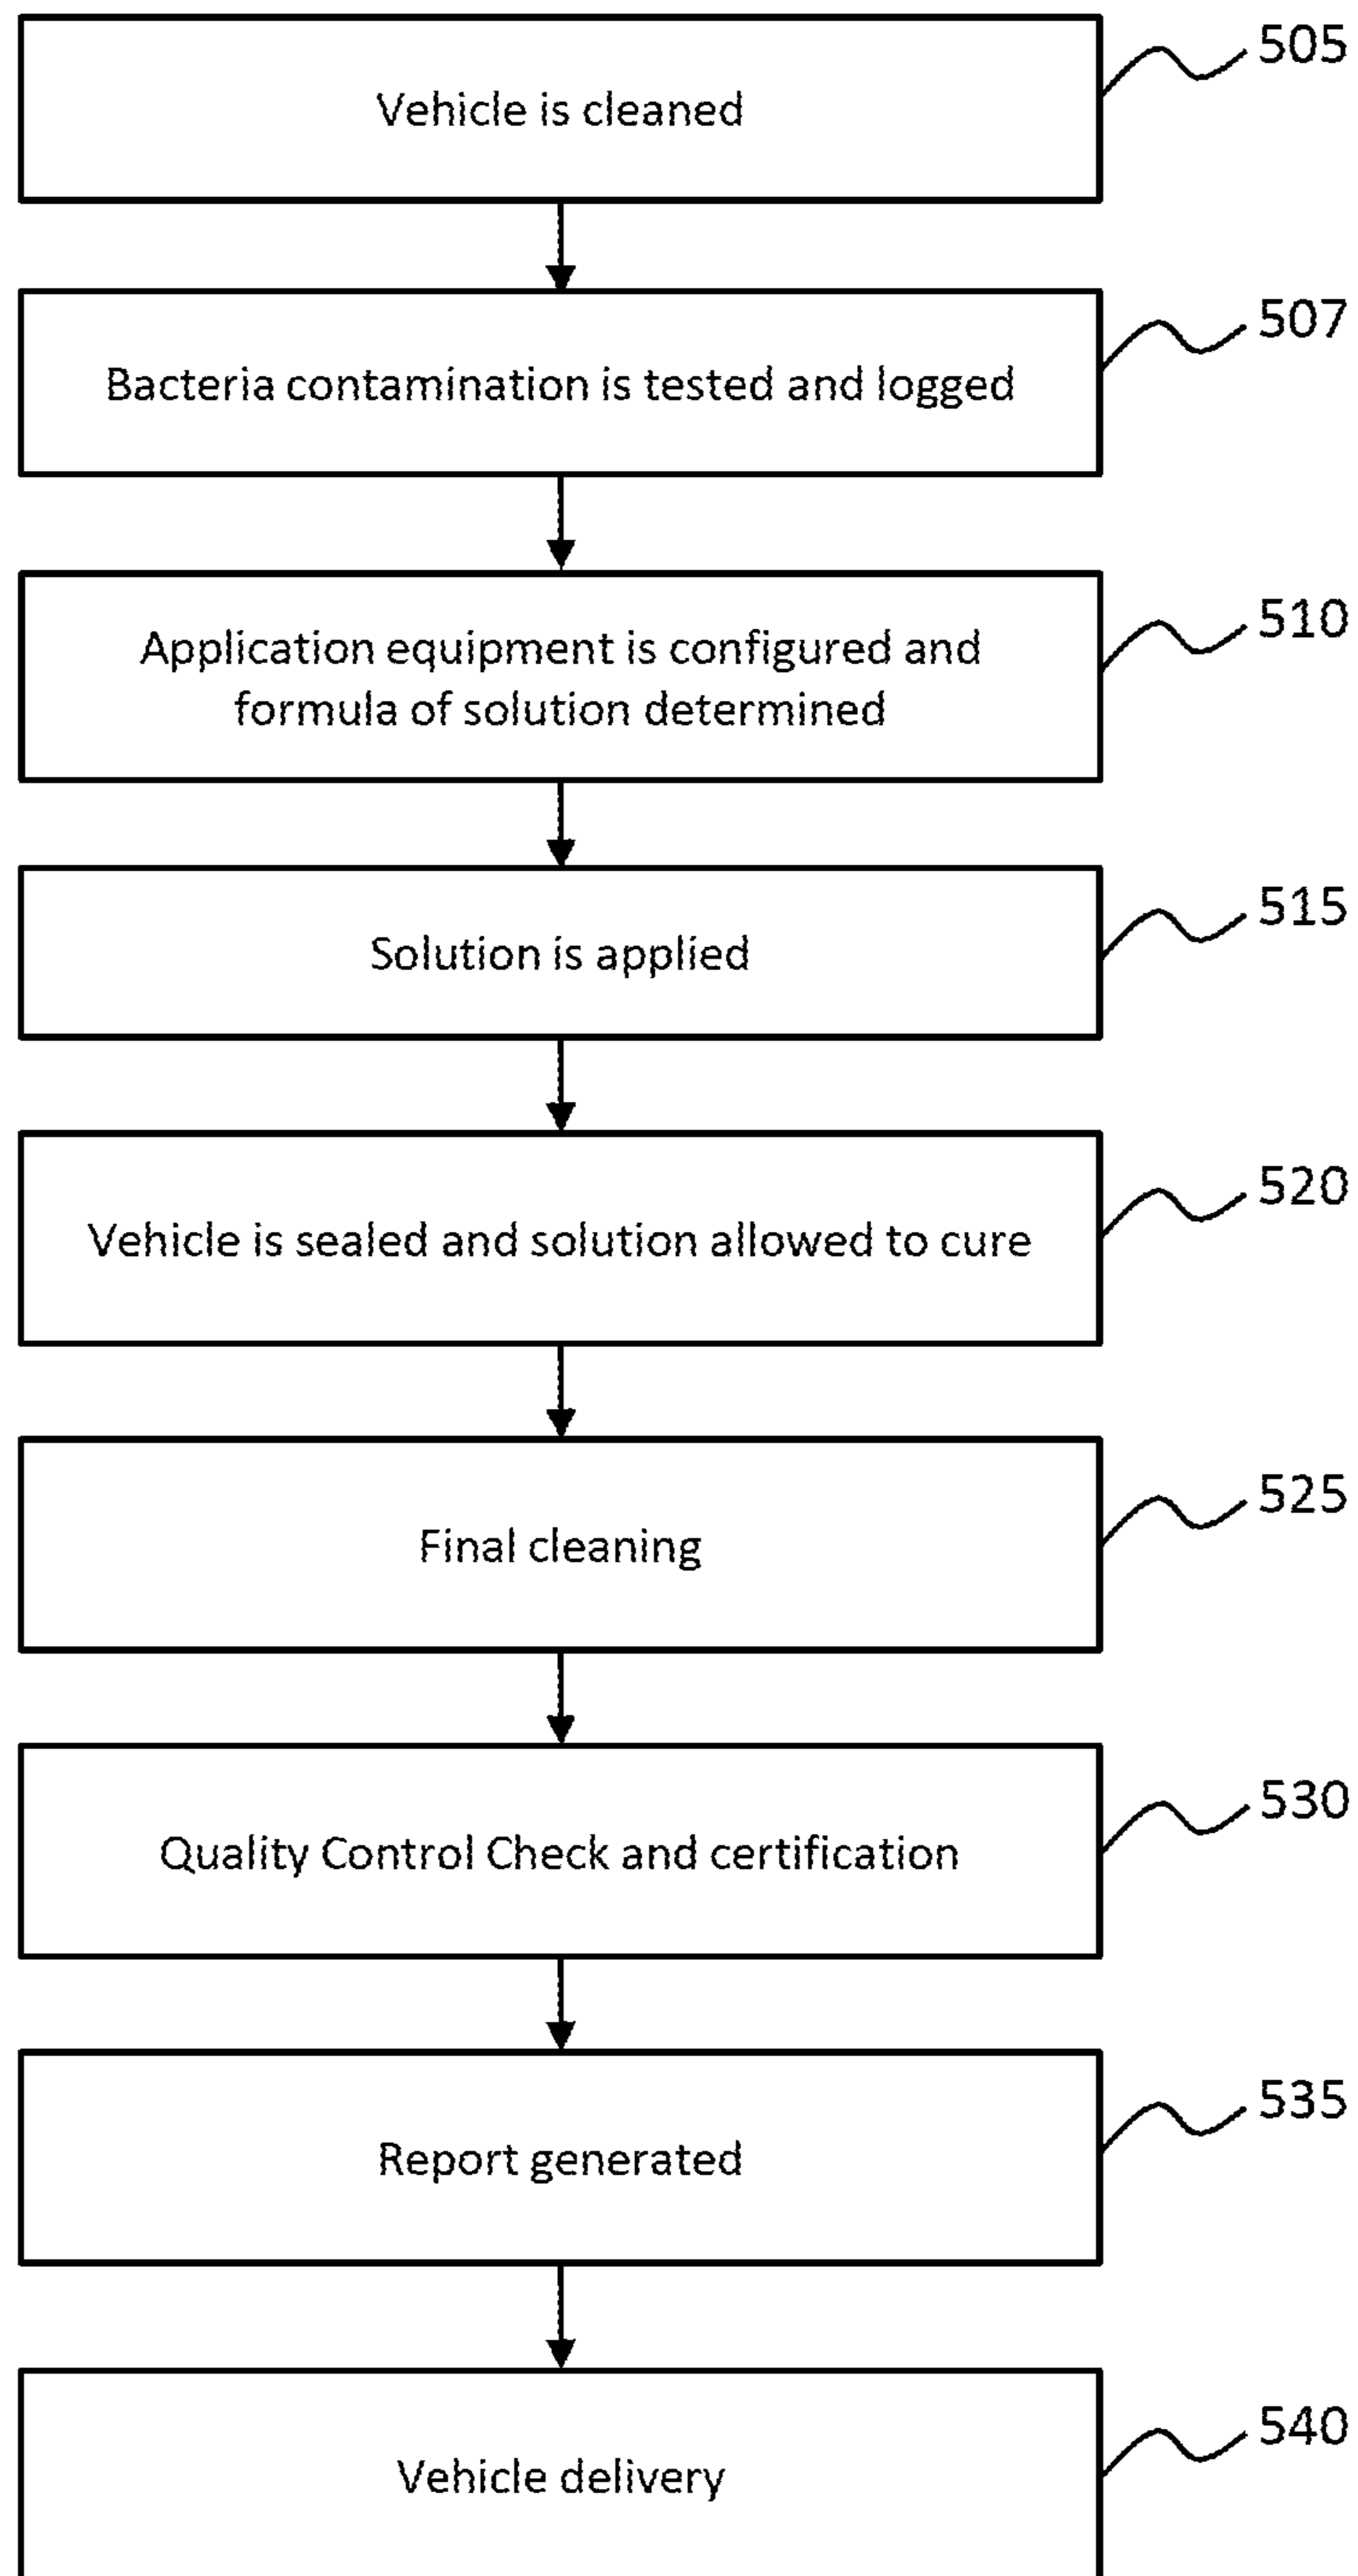 Vehicle is cleaned
505
Bacteria contamination is tested and logged
507
Application equipment is configured and
formula of solution determined
510
Solution is applied
515
Vehicle is sealed and solution allowed to cure
520
Final cleaning
525
Quality Control Check and certification
530
Report generated
535
Vehicle delivery
540